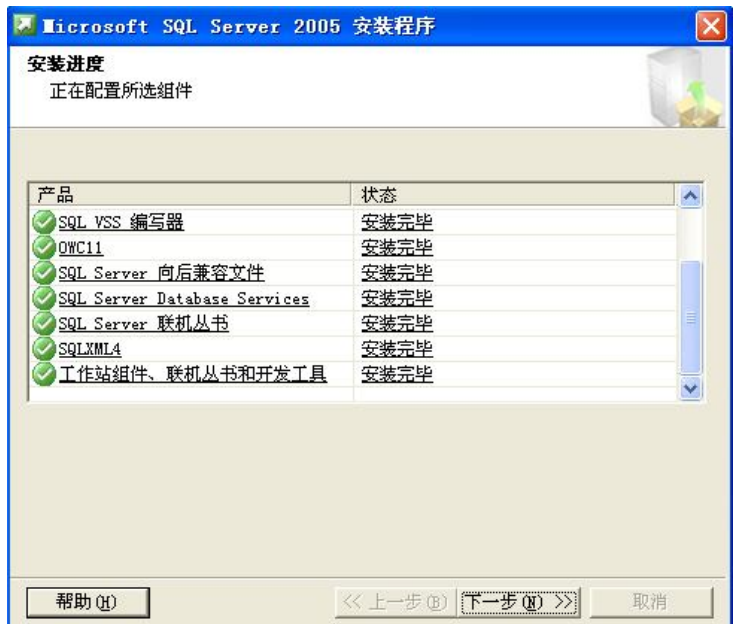 Microsoft SQL Server 2005 安装程序
安装进度
正在配置所选组件
产品 状态
SQL VSS 编写器 安装完毕
OWC11 安装完毕
SQL Server 向后兼容文件 安装完毕
SQL Server Database Services 安装完毕
SQL Server 联机丛书 安装完毕
SQLXML4 安装完毕
工作站组件、联机丛书和开发工具 安装完毕
帮助(H) << 上一步(B) 下一步(N) >> 取消